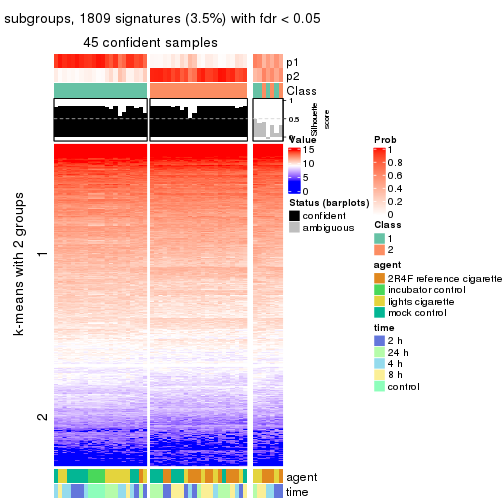 subgroups, 1809 signatures (3.5%) with fdr < 0.05
45 confident samples
p1
p2
Class
1
0.5
0
Silhouette
score
k-means with 2 groups
1
2
agent
time
Value
15
10
5
0
Status (barplots)
confident
ambiguous
Prob
1
0.8
0.6
0.4
0.2
0
Class
1
2
agent
2R4F reference cigarette
incubator control
lights cigarette
mock control
time
2 h
24 h
4 h
8 h
control